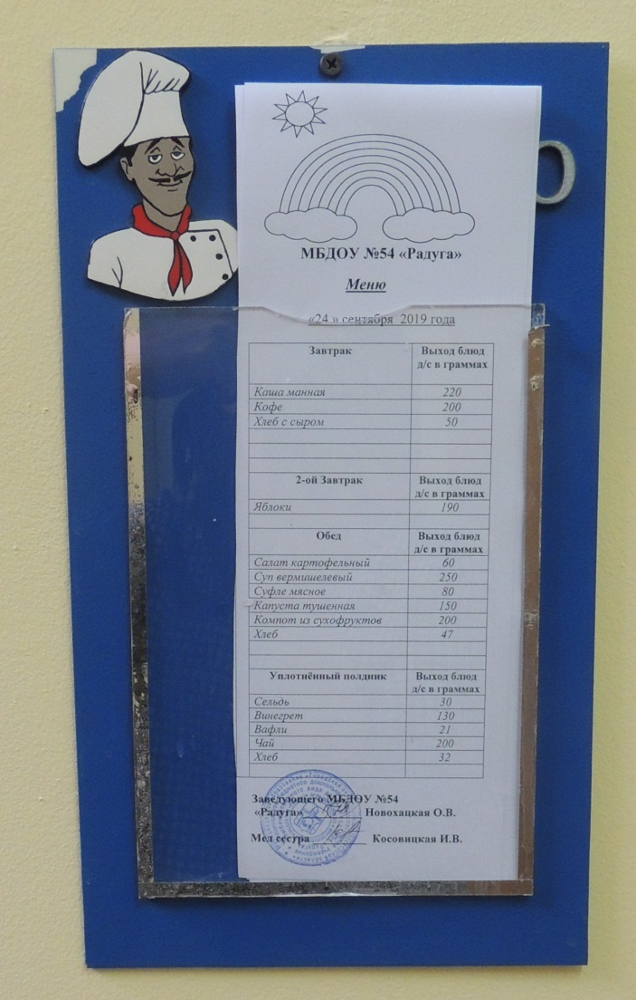 О
МБДОУ №54 «Радуга»
Меню
«24 » сентября 2019 года
Завтрак Выход блюд
д/с в граммах
Каша манная 220
Кофе 200
Хлеб с сыром 50
2-ой Завтрак Выход блюд
д/с в граммах
Яблоки 190
Обед Выход блюд
д/с в граммах
Салат картофельный 60
Суп вермишелевый 250
Суфле мясное 80
Капуста тушенная 150
Компот из сухофруктов 200
Хлеб 47
Уплотнённый полдник Выход блюд
д/с в граммах
Сельдь 30
Винегрет 130
Вафли 21
Чай 200
Хлеб 32
Заведующего МБДОУ №54
«Радуга» Новохацкая О.В.
Мед сестра Косовицкая И.В.